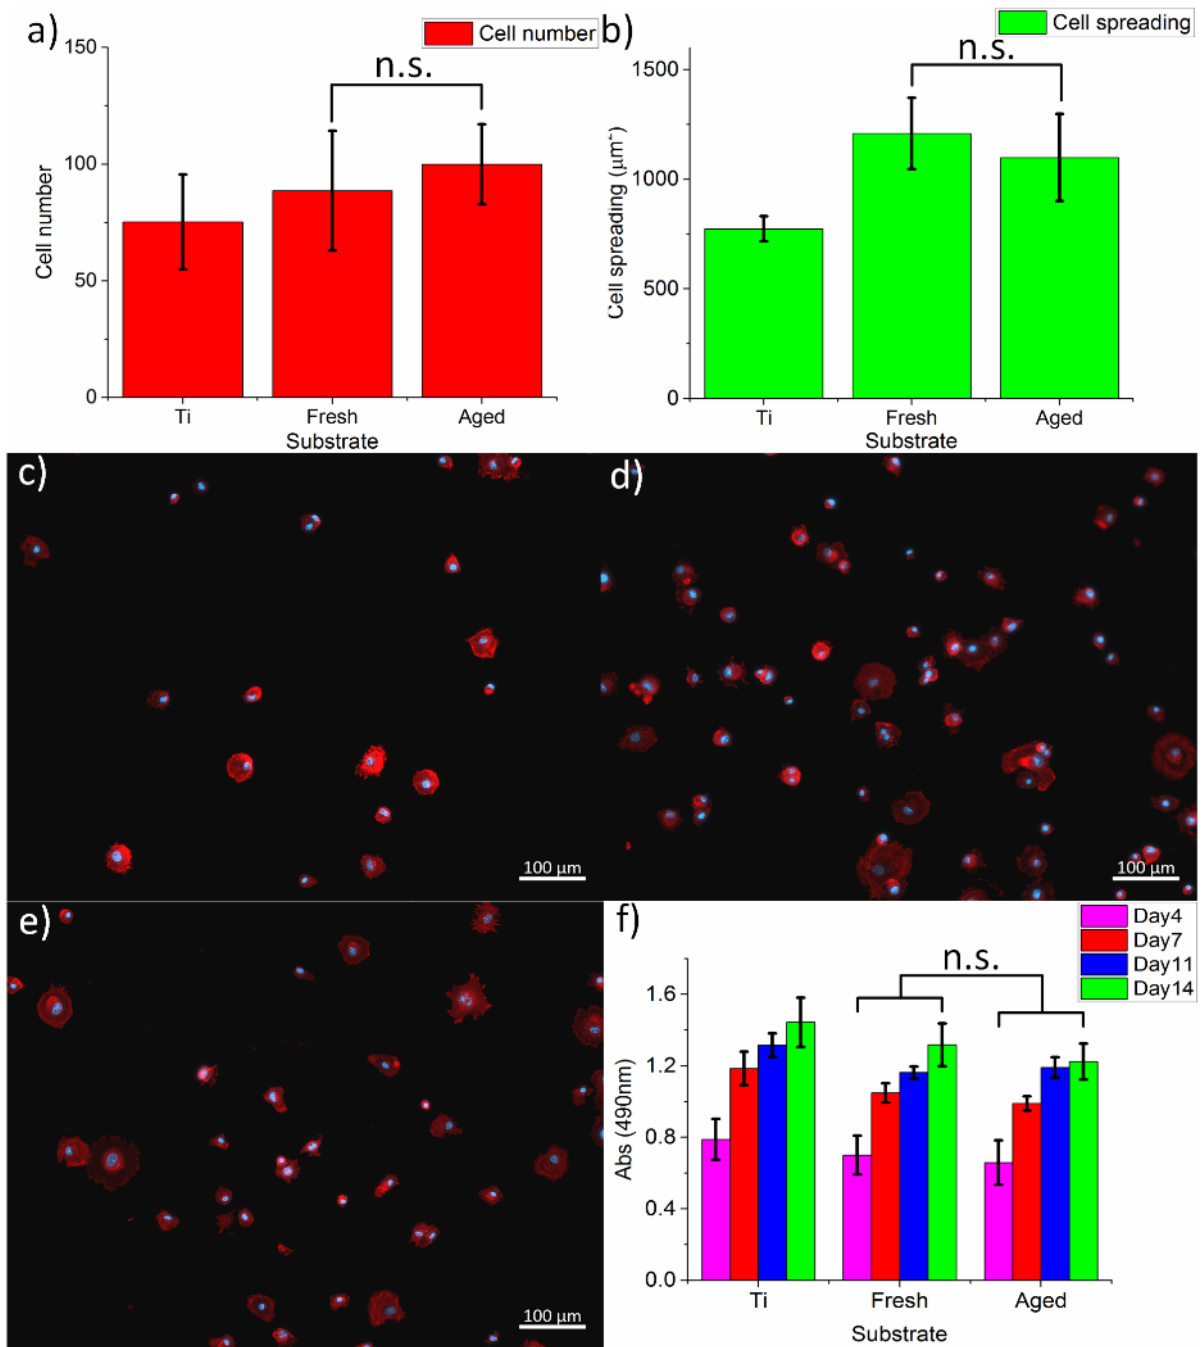 a)
Cell number
150
100
50
0
n.s.
Cell number
Ti
Fresh
Aged
Substrate
b)
Cell spreading
1500
1000
500
0
n.s.
Ti
Fresh
Aged
Substrate
Cell spreading
c)
100 µm
d)
100 µm
e)
100 µm
f)
Day4
Day7
Day11
Day14
n.s.
1.6
1.2
0.8
0.4
0.0
Abs (490nm)
Ti
Fresh
Aged
Substrate